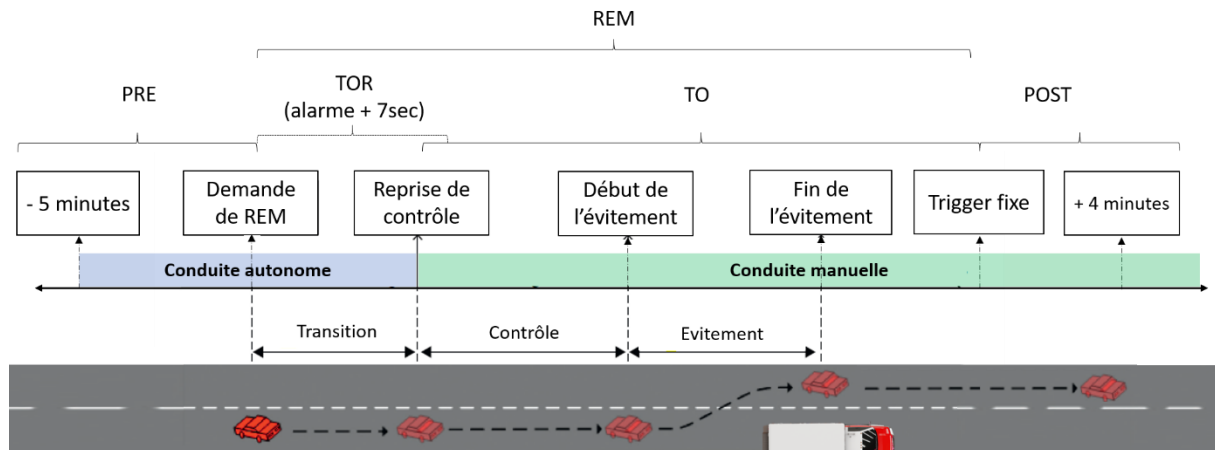 REM
PRE
TOR
(alarme + 7sec)
TO
POST
- 5 minutes
Demande
de REM
Reprise de
contrôle
Début de
l'évitement
Fin de
l'évitement
Trigger fixe
+ 4 minutes
Conduite autonome
Conduite manuelle
Transition
Contrôle
Evitement